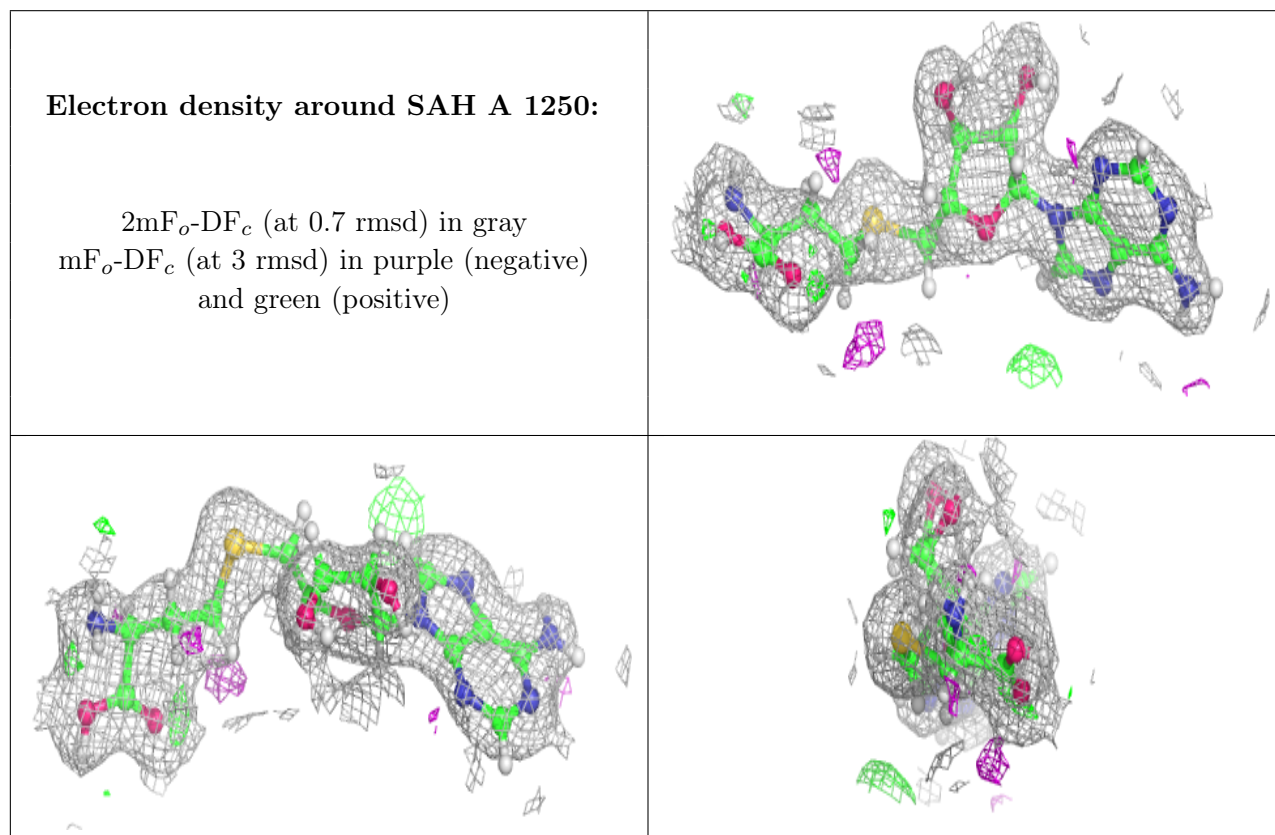 Electron density around SAH A 1250:
2mFo-DFc (at 0.7 rmsd) in gray
mFo-DFc (at 3 rmsd) in purple (negative)
and green (positive)